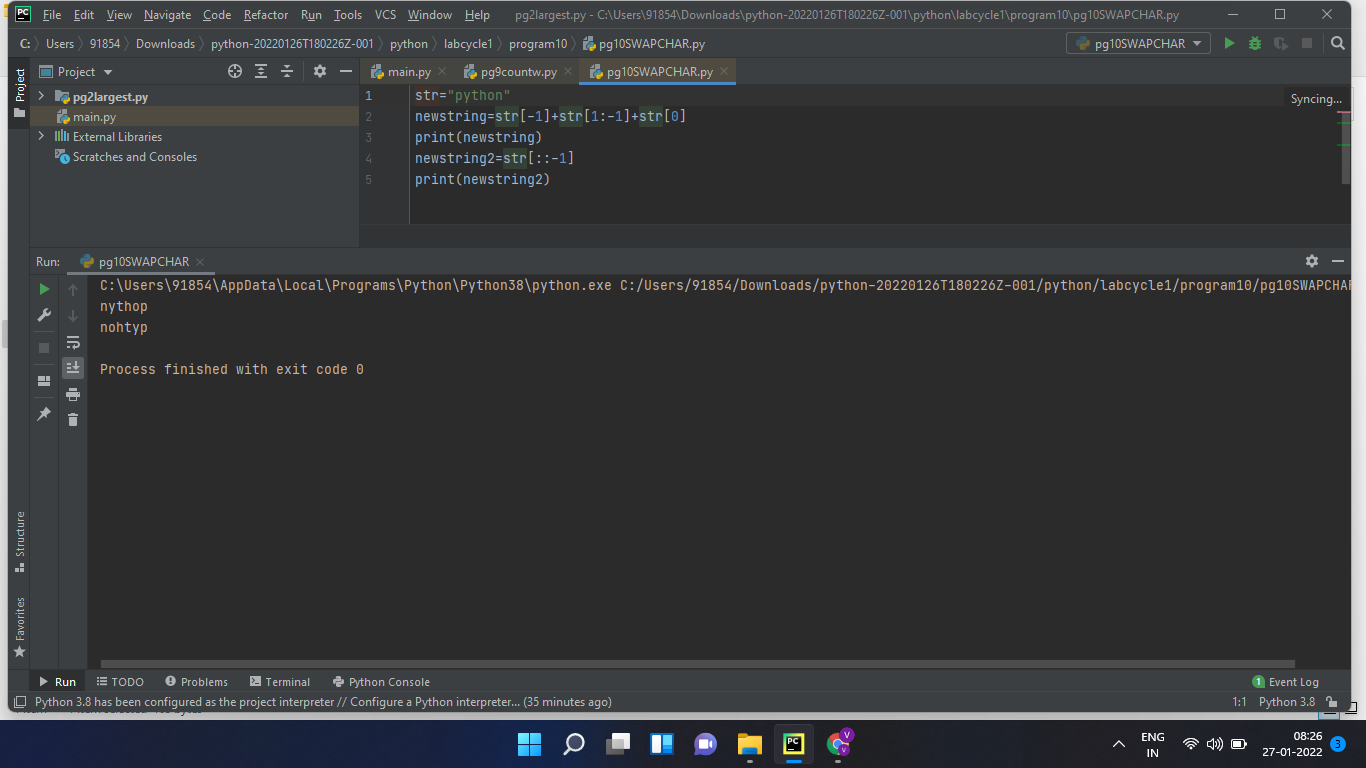 PC File Edit View Navigate Code Refactor Run Tools VCS Window Help pg2largest.py - C:\Users\91854\Downloads\python-20220126T180226Z-001\python\labcycle1\program10\pg10SWAPCHAR.py
C: Users 91854 Downloads python-20220126T180226Z-001 python labcycle1 program10 pg10SWAPCHAR.py pg10SWAPCHAR
Project
Project main.py pg9countw.py pg10SWAPCHAR.py
pg2largest.py
main.py
External Libraries
Scratches and Consoles
1 str="python"
Syncing...
2 newstring=str[-1]+str[1:-1]+str[0]
3 print(newstring)
4 newstring2=str[::-1]
5 print(newstring2)
Run: pg10SWAPCHAR
C:\Users\91854\AppData\Local\Programs\Python\Python38\python.exe C:/Users/91854/Downloads/python-20220126T180226Z-001/python/labcycle1/program10/pg10SWAPCHAR
nythop
nohtyp
Process finished with exit code 0
Structure
Favorites
Run TODO Problems Terminal Python Console 1 Event Log
Python 3.8 has been configured as the project interpreter // Configure a Python interpreter... (35 minutes ago) 1:1 Python 3.8
PC V
ENG
IN
08:26
27-01-2022
3